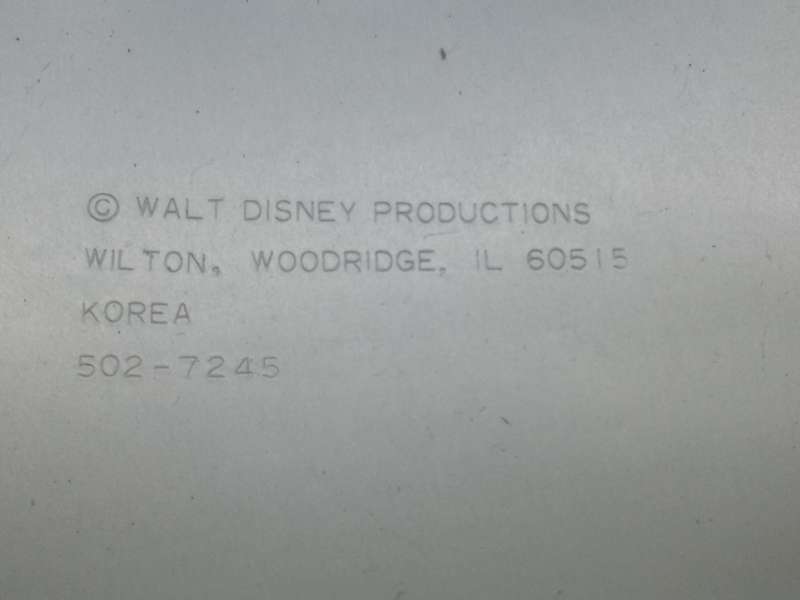 © WALT DISNEY PRODUCTIONS
WILTON, WOODRIDGE, IL 60515
KOREA
502-7245